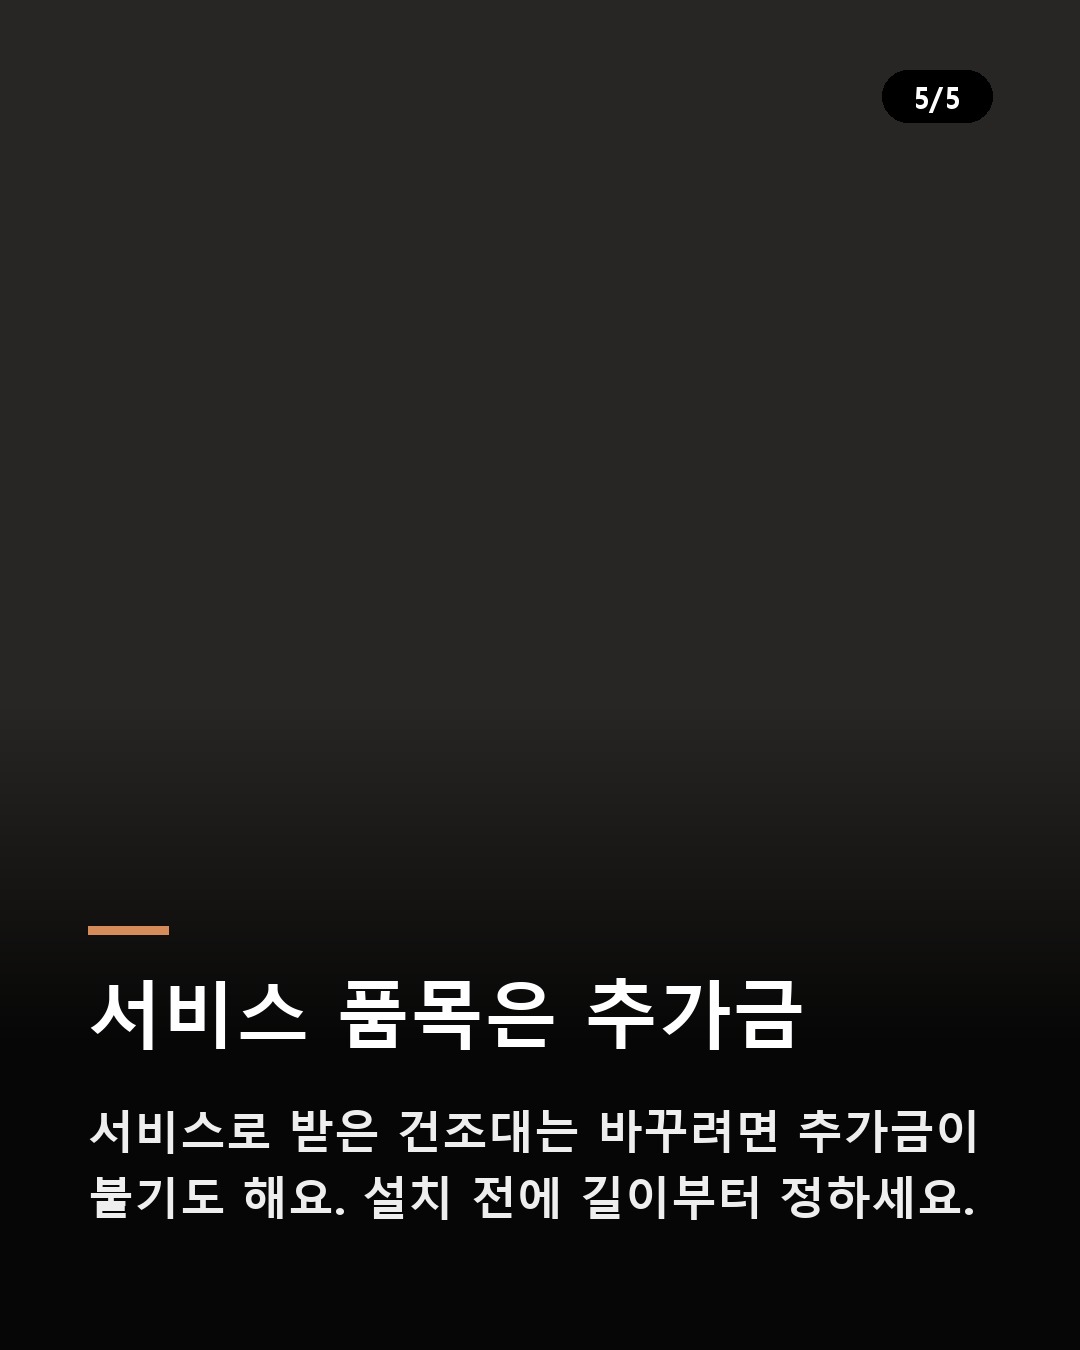 5/5
서비스 품목은 추가금
서비스로 받은 건조대는 바꾸려면 추가금이
붙기도 해요. 설치 전에 길이부터 정하세요.